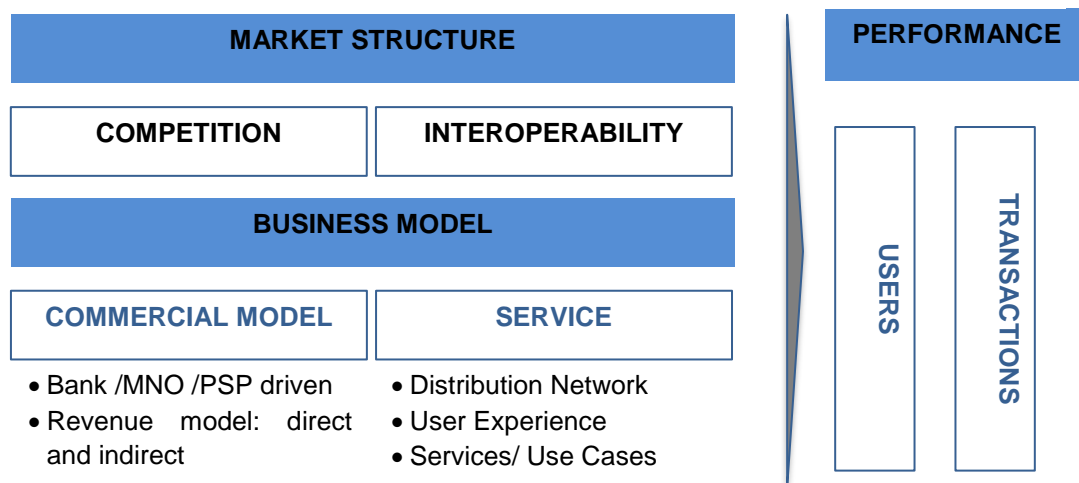 MARKET STRUCTURE
COMPETITION
INTEROPERABILITY
BUSINESS MODEL
COMMERCIAL MODEL
SERVICE
• Bank /MNO /PSP driven
• Revenue model: direct
and indirect
• Distribution Network
• User Experience
• Services/ Use Cases
PERFORMANCE
USERS
TRANSACTIONS